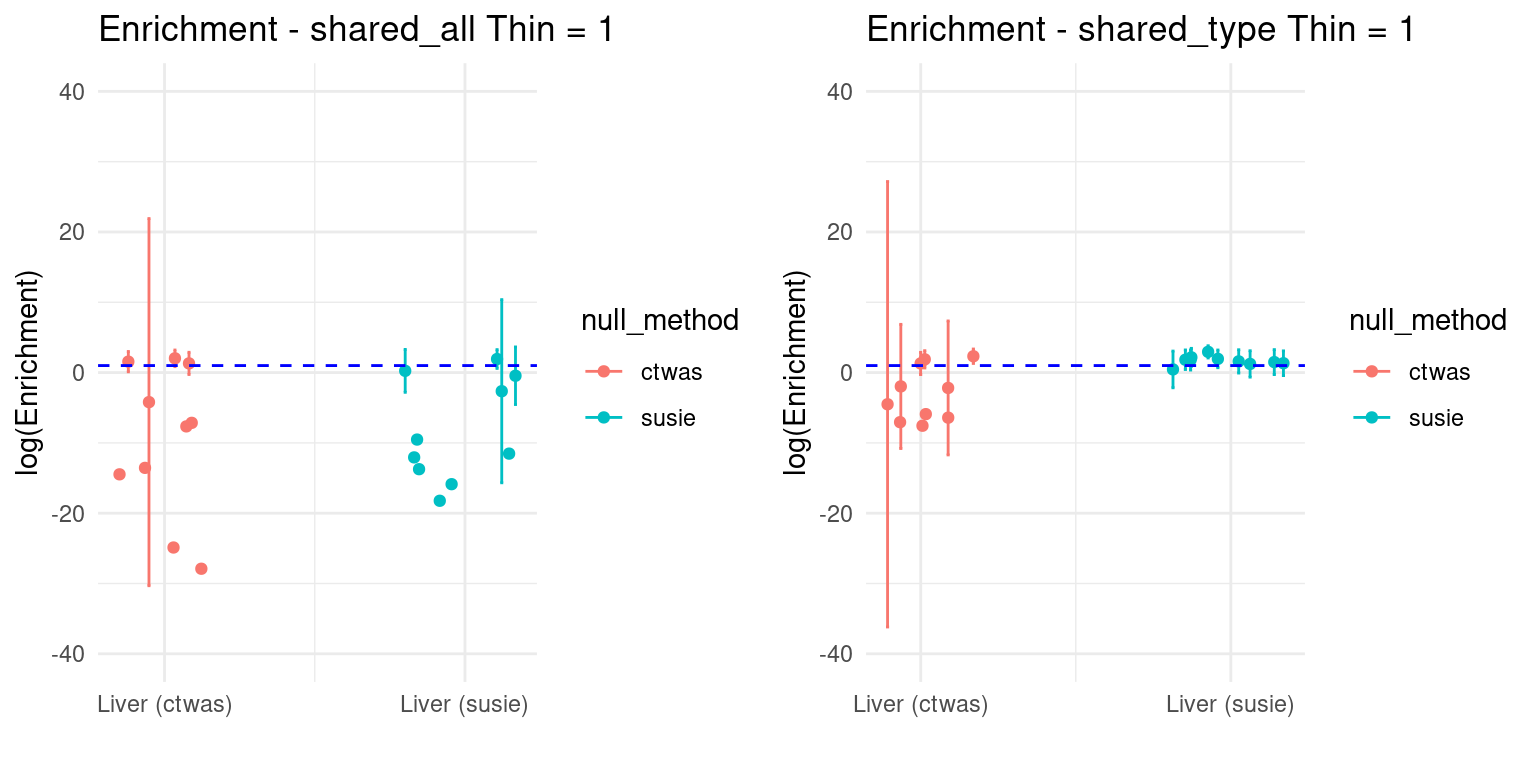 Enrichment - shared_all Thin = 1
log(Enrichment)
40
20
0
-20
-40
Liver (ctwas)
Liver (susie)
null_method
ctwas
susie
Enrichment - shared_type Thin = 1
log(Enrichment)
40
20
0
-20
-40
Liver (ctwas)
Liver (susie)
null_method
ctwas
susie